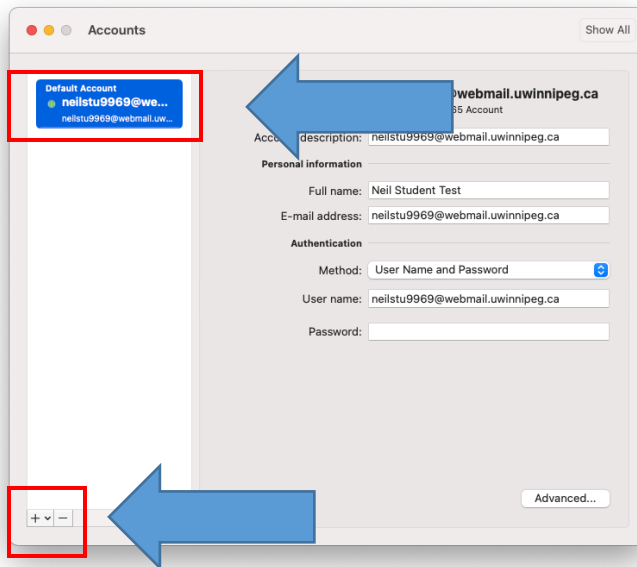 Accounts
Show All
Default Account
neilstu9969@we...
neilstu9969@webmail.uw...
@webmail.uwinnipeg.ca
65 Account
description: neilstu9969@webmail.uwinnipeg.ca
Personal information
Full name: Neil Student Test
E-mail address: neilstu9969@webmail.uwinnipeg.ca
Authentication
Method: User Name and Password
User name: neilstu9969@webmail.uwinnipeg.ca
Password:
Advanced...